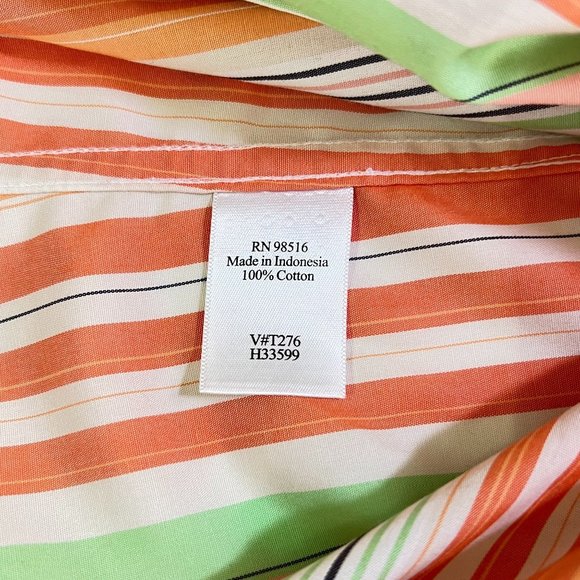 RN 98516
Made in Indonesia
100% Cotton
V#T276
H33599